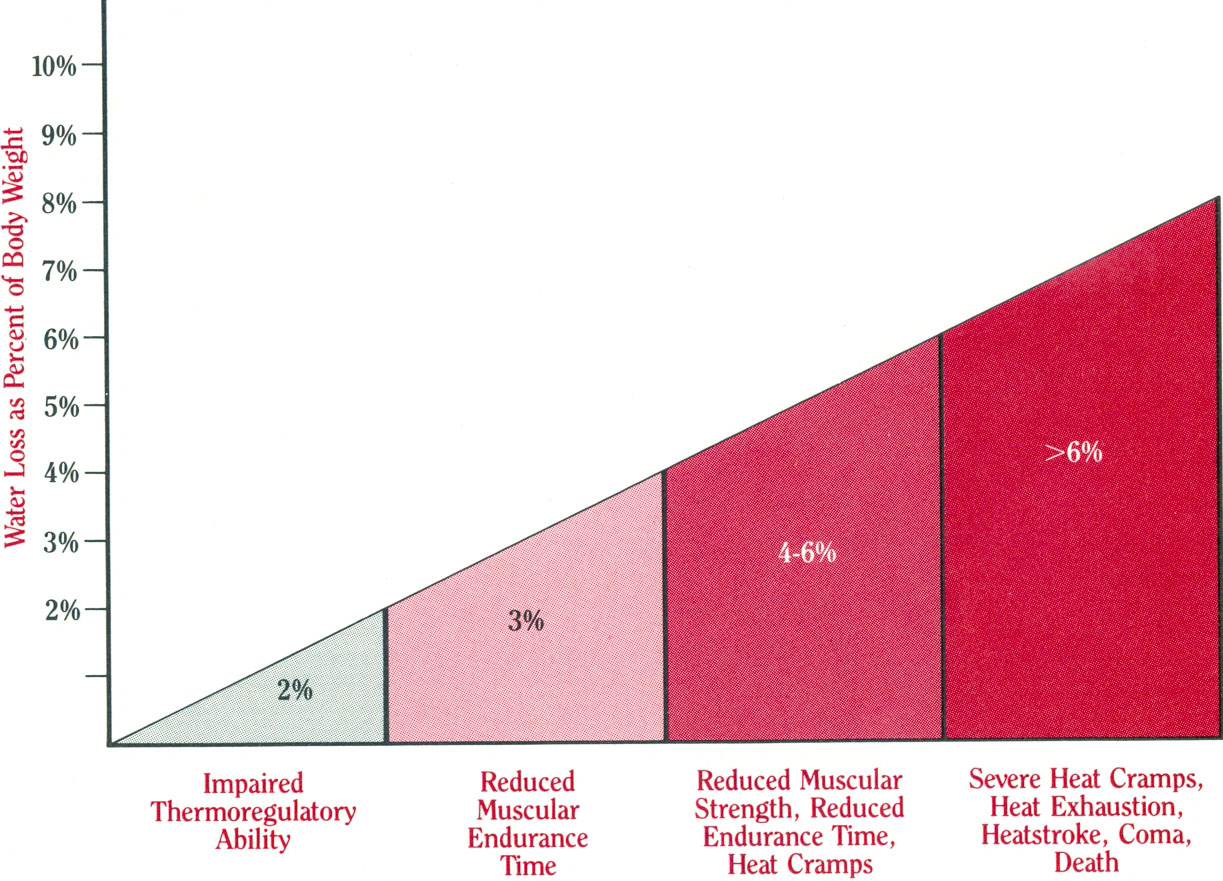 Water Loss as Percent of Body Weight
10%
9%
8%
7%
6%
5%
4%
3%
2%
2%
3%
4-6%
>6%
Impaired
Thermoregulatory
Ability
Reduced
Muscular
Endurance
Time
Reduced Muscular
Strength, Reduced
Endurance Time,
Heat Cramps
Severe Heat Cramps,
Heat Exhaustion,
Heatstroke, Coma,
Death